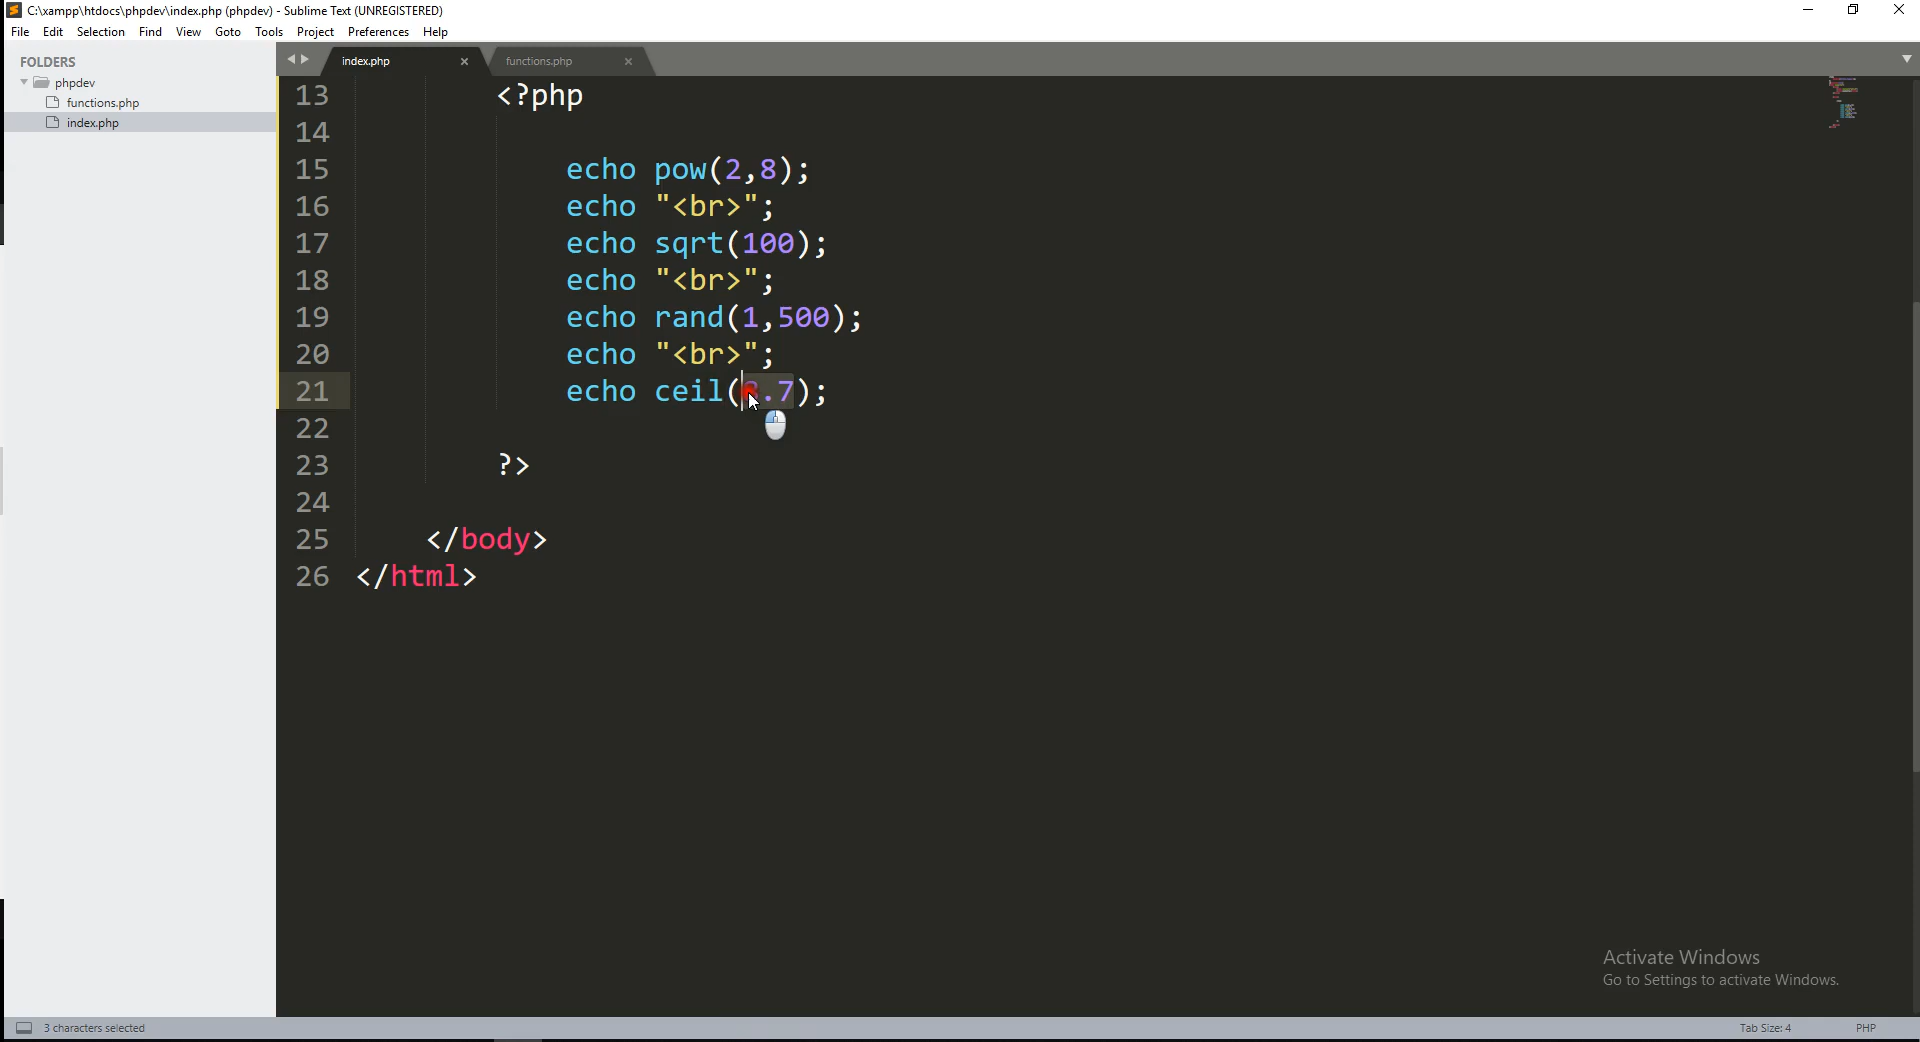 C:\xampp\htdocs\phpdev\index.php (phpdev) - Sublime Text (UNREGISTERED)
File Edit Selection Find View Goto Tools Project Preferences Help
FOLDERS
phpdev
functions.php
index.php
index.php functions.php
13 <?php
14
15 echo pow(2,8);
16 echo "<br>";
17 echo sqrt(100);
18 echo "<br>";
19 echo rand(1,500);
20 echo "<br>";
21 echo ceil( .7);
22
23 ?>
24
25 </body>
26 </html>
Activate Windows
Go to Settings to activate Windows.
3 characters selected
Tab Size: 4 PHP